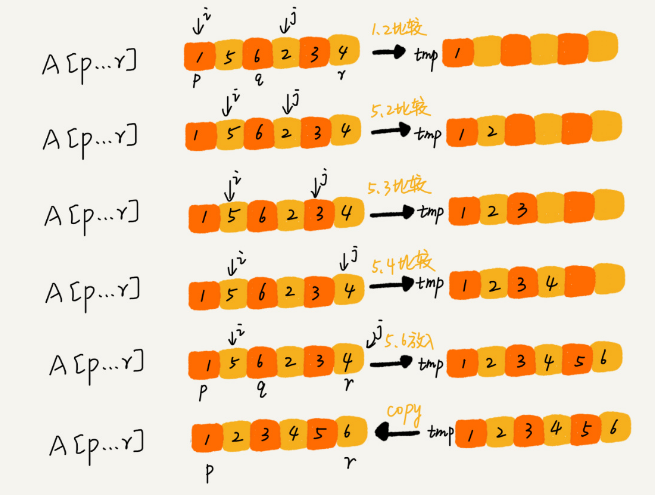 i j
A[p...r] 1 5 6 2 3 4 1.2比较 tmp 1
p q r
i j
A[p...r] 1 5 6 2 3 4 5.2比较 tmp 1 2
i j
A[p...r] 1 5 6 2 3 4 5.3比较 tmp 1 2 3
i j
A[p...r] 1 5 6 2 3 4 5.4比较 tmp 1 2 3 4
i j
A[p...r] 1 5 6 2 3 4 5.6放入 tmp 1 2 3 4 5 6
p q r
A[p...r] 1 2 3 4 5 6 copy tmp 1 2 3 4 5 6
p r